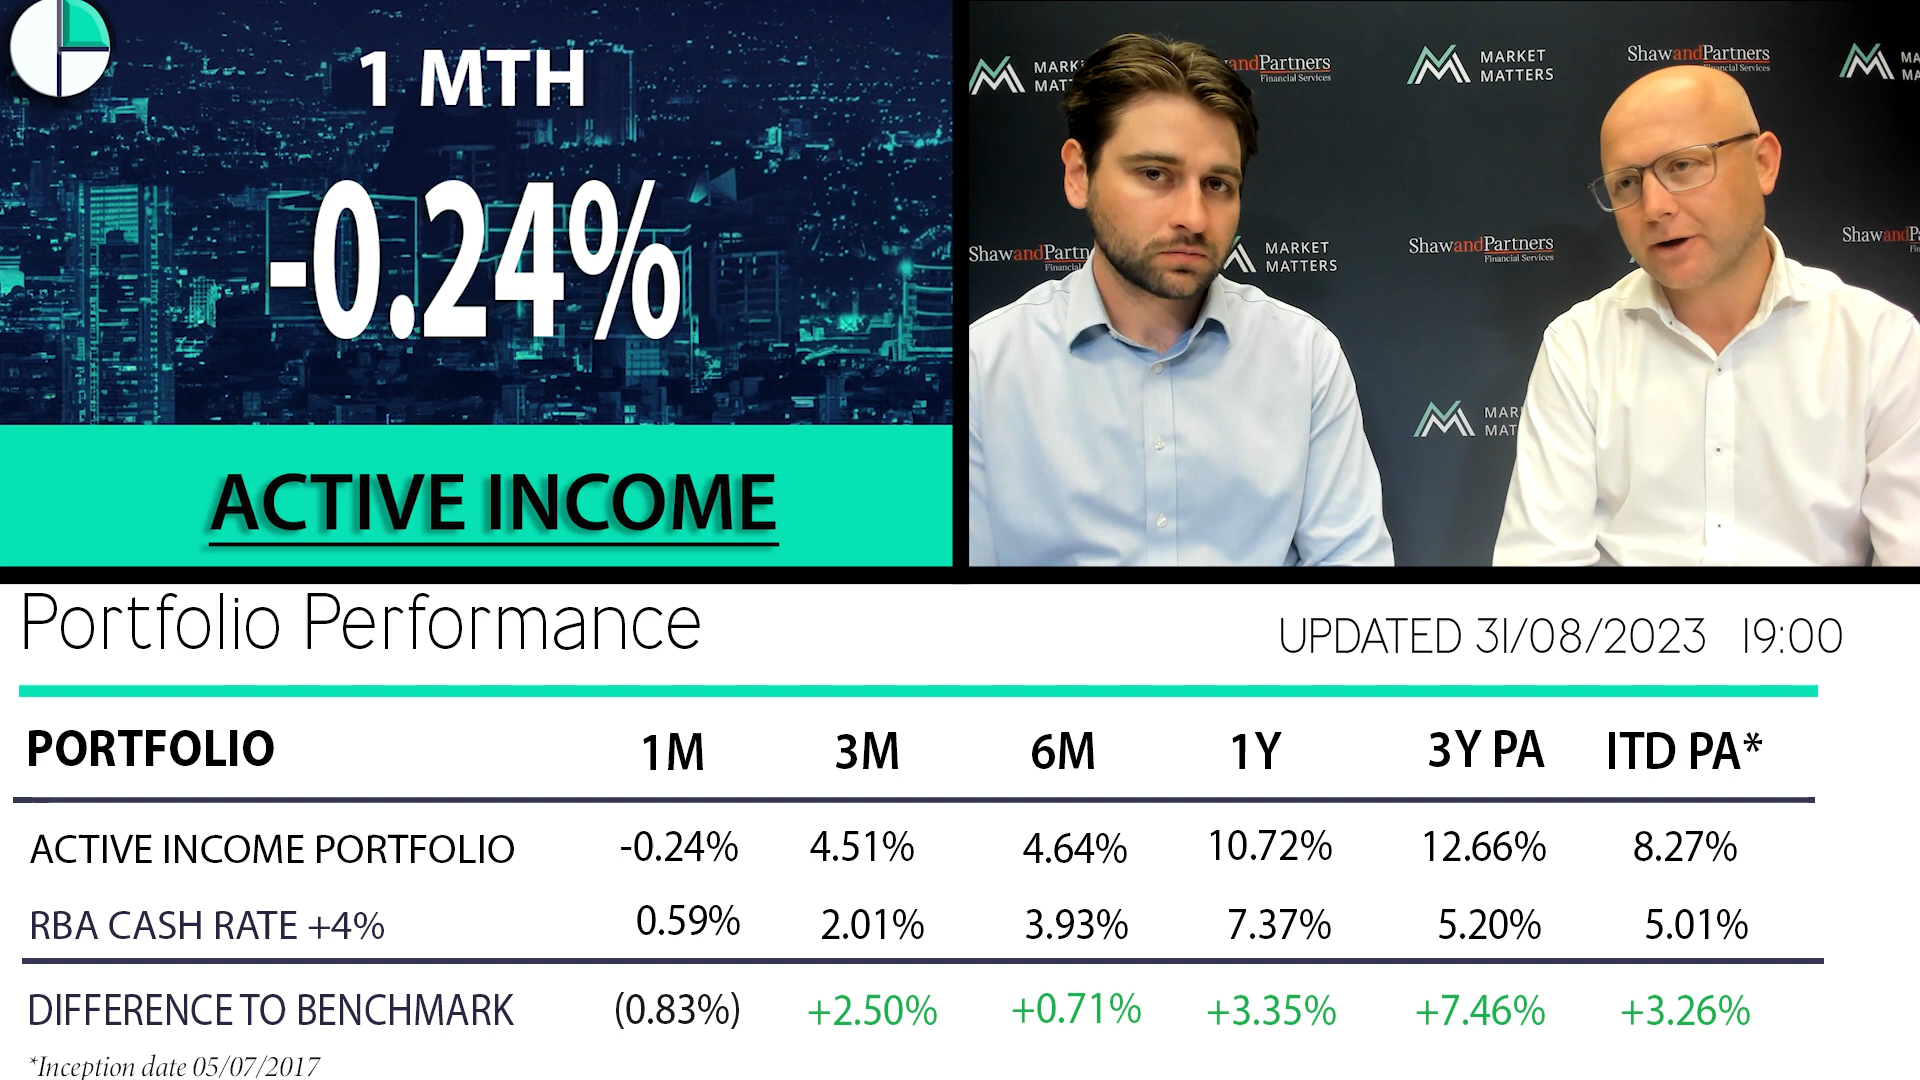 1 MTH
-0.24%
ACTIVE INCOME
MARKET
MATTERS
ShawandPartners
Financial Services
MARKET
MATTERS
ShawandPartners
Financial Services
Portfolio Performance
UPDATED 31/08/2023 19:00
PORTFOLIO 1M 3M 6M 1Y 3Y PA ITD PA*
ACTIVE INCOME PORTFOLIO -0.24% 4.51% 4.64% 10.72% 12.66% 8.27%
RBA CASH RATE +4% 0.59% 2.01% 3.93% 7.37% 5.20% 5.01%
DIFFERENCE TO BENCHMARK (0.83%) +2.50% +0.71% +3.35% +7.46% +3.26%
*Inception date 05/07/2017